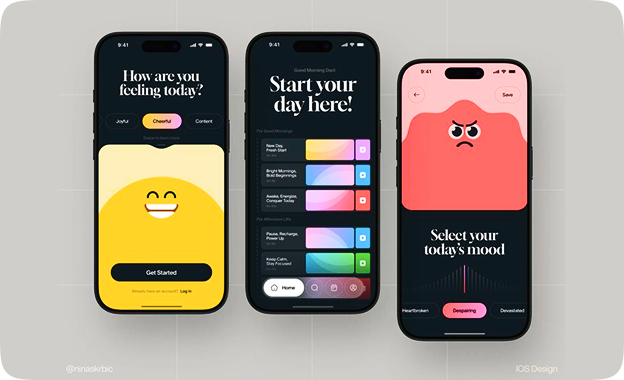 9:41
How are you
feeling today?
Joyful
Cheerful
Content
Get Started
Already have an account? Log in
9:41
Good Morning Dani!
Start your
day here!
For Good Mornings
New Day,
Fresh Start
Bright Mornings,
Bold Beginnings
Awake, Energize,
Conquer Today
For Afternoon Lifts
Pause, Recharge,
Power Up
Keep Calm,
Stay Focused
Home
9:41
Save
Select your
today's mood
Heartbroken
Despairing
Devastated
@ninaskrbic
IOS Design